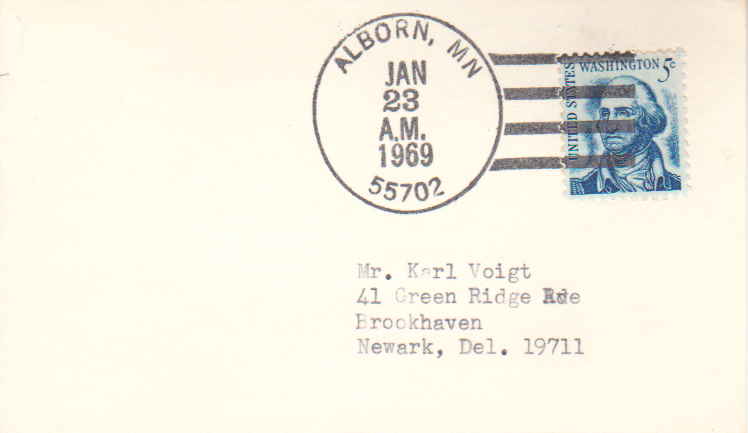 ALBORN, MN
JAN
23
A.M.
1969
55702
UNITED STATES
WASHINGTON 5c
Mr. Karl Voigt
41 Green Ridge
Brookhaven
Newark, Del. 19711